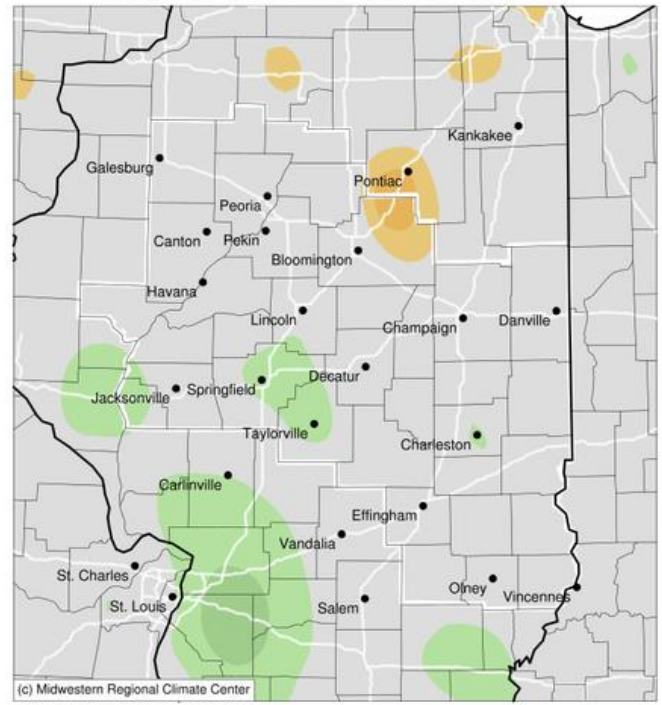 Kankakee
Galesburg
Pontiac
Peoria
Canton
Pekin
Bloomington
Havana
Lincoln
Champaign
Danville
Decatur
Springfield
Jacksonville
Taylorville
Charleston
Carlinville
Effingham
Vandalia
St. Charles
Olney
Vincennes
St. Louis
Salem
(c) Midwestern Regional Climate Center